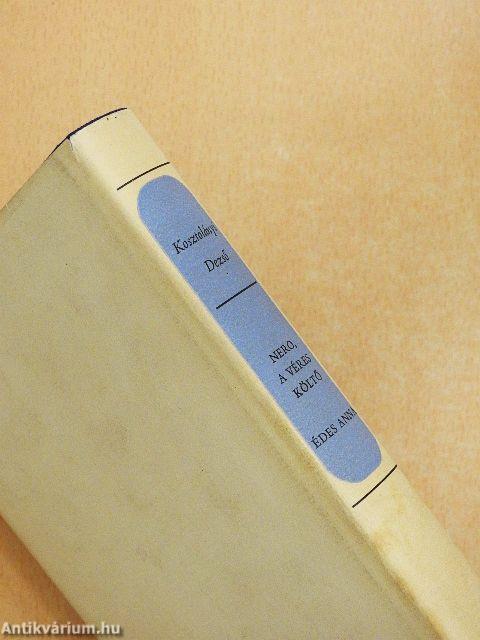 Kosztolányi
Dezső
NERO,
A VÉRES
KÖLTŐ
ÉDES ANNA
Antikvárium.hu